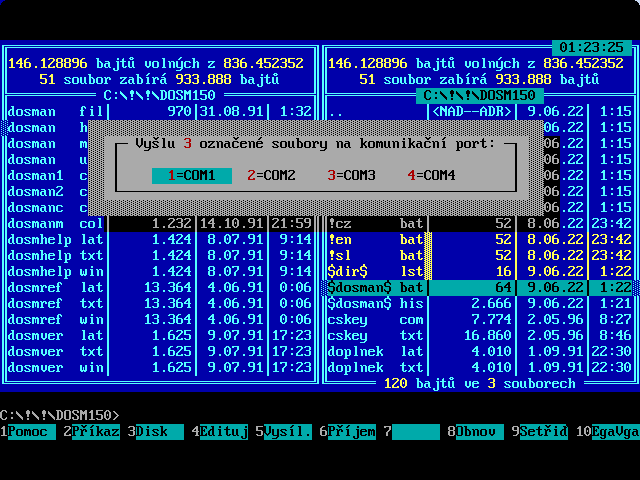 01:23:25
146.128896 bajtů volných z 836.452352 146.128896 bajtů volných z 836.452352
51 soubor zabírá 933.888 bajtů 51 soubor zabírá 933.888 bajtů
C:\!\!\DOSM150 C:\!\!\DOSM150
dosman fil 970 31.08.91 1:32 .. <NAD--ADR> 9.06.22 1:15
dosman h .06.22 1:15
Vyšlu 3 označené soubory na komunikační port:
dosman m .06.22 1:15
dosman u .06.22 1:15
1=COM1 2=COM2 3=COM3 4=COM4
dosman1 c .06.22 1:15
dosman2 c .06.22 1:15
dosmanc c .06.22 1:15
dosmanm col 1.232 14.10.91 21:59 !cz bat 52 8.06.22 23:42
dosmhelp lat 1.424 8.07.91 9:14 !en bat 52 8.06.22 23:42
dosmhelp txt 1.424 8.07.91 9:14 !sl bat 52 8.06.22 23:42
dosmhelp win 1.424 8.07.91 9:14 $dir$ lst 16 9.06.22 1:22
dosmref lat 13.364 4.09.91 0:06 $dosman$ bat 64 9.06.22 1:22
dosmref txt 13.364 4.09.91 0:06 $dosman$ his 2.666 9.06.22 1:21
dosmref win 13.364 4.09.91 0:06 cskey com 7.774 2.05.96 8:27
dosmver lat 1.625 9.07.91 17:23 cskey txt 16.860 2.05.96 8:46
dosmver txt 1.625 9.07.91 17:23 doplnek lat 4.010 1.09.91 22:30
dosmver win 1.625 9.07.91 17:23 doplnek txt 4.010 1.09.91 22:30
120 bajtů ve 3 souborech
C:\!\!\DOSM150>
1Pomoc 2Příkaz 3Disk 4Edituj 5Vysíl. 6Příjem 7 8Obnov 9Setřid 10EgaVga